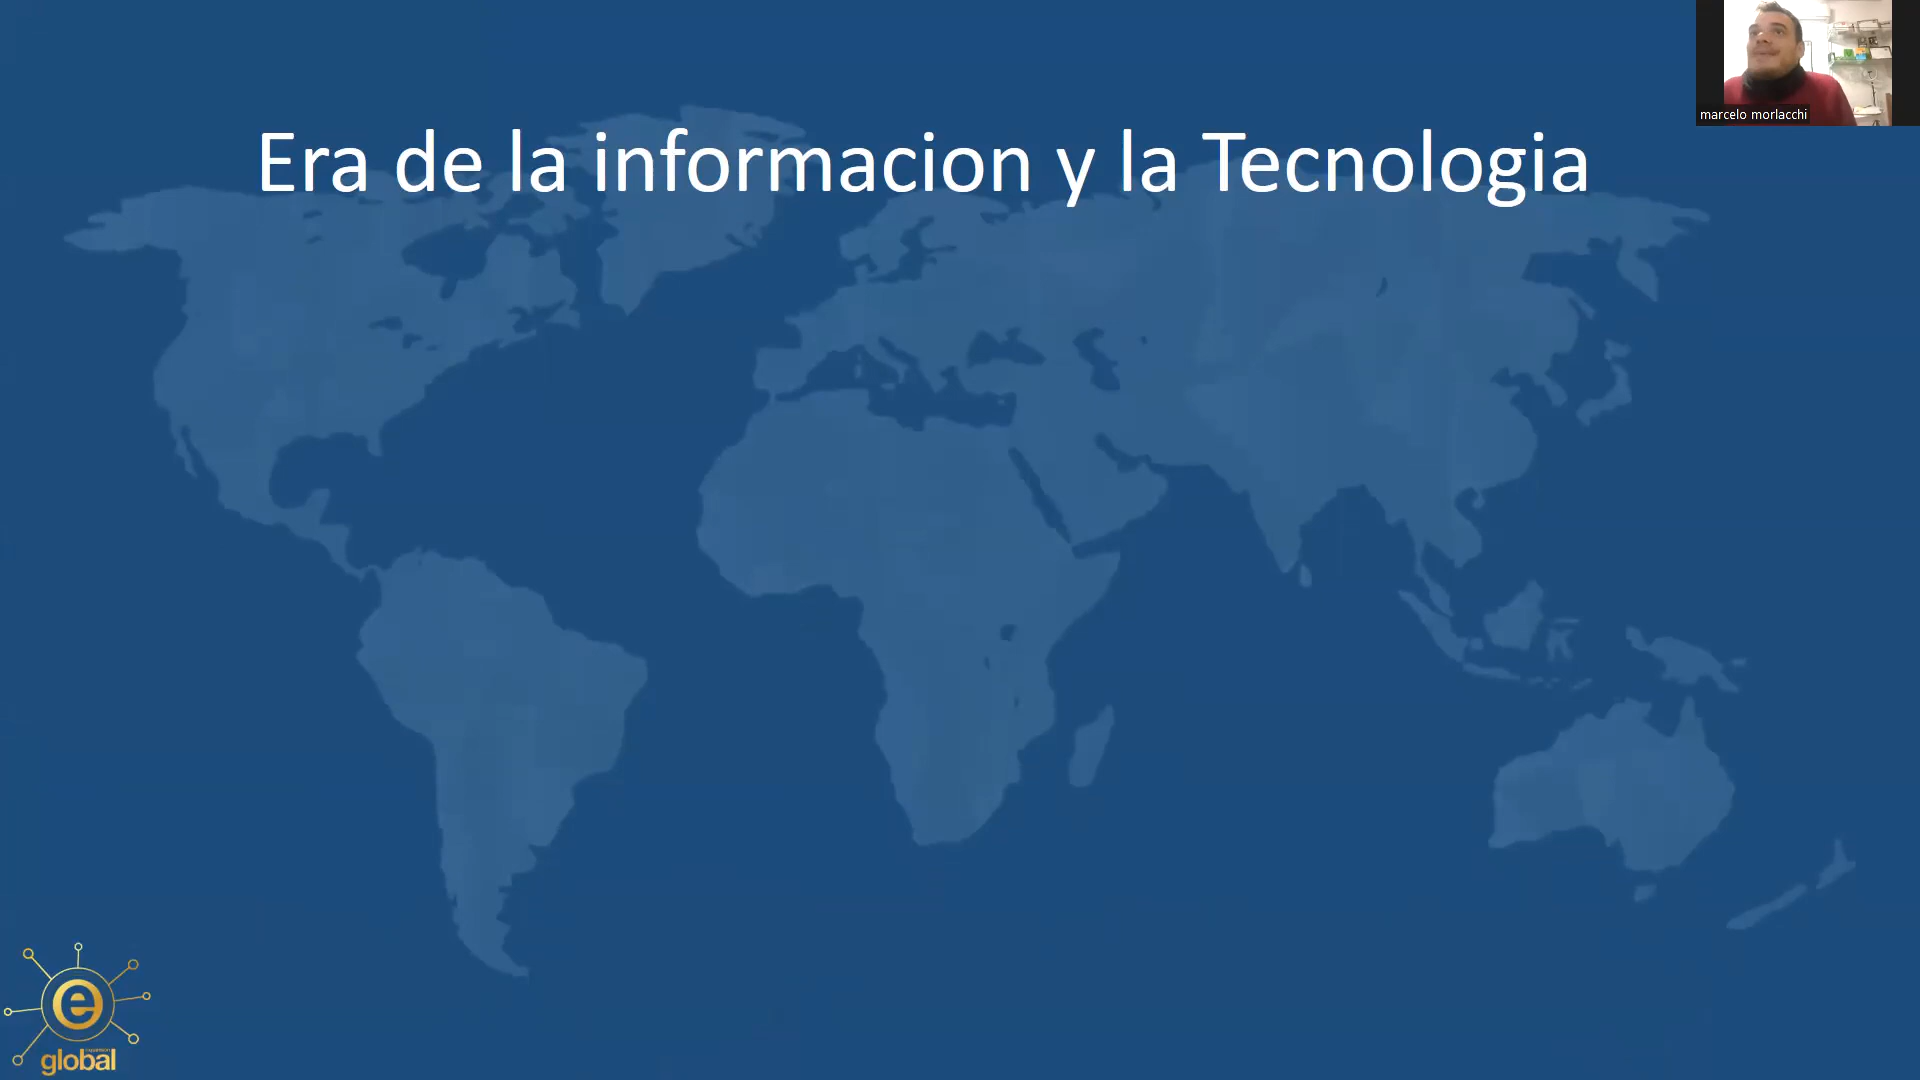 Era de la informacion y la Tecnologia
marcelo morlacchi
e
global